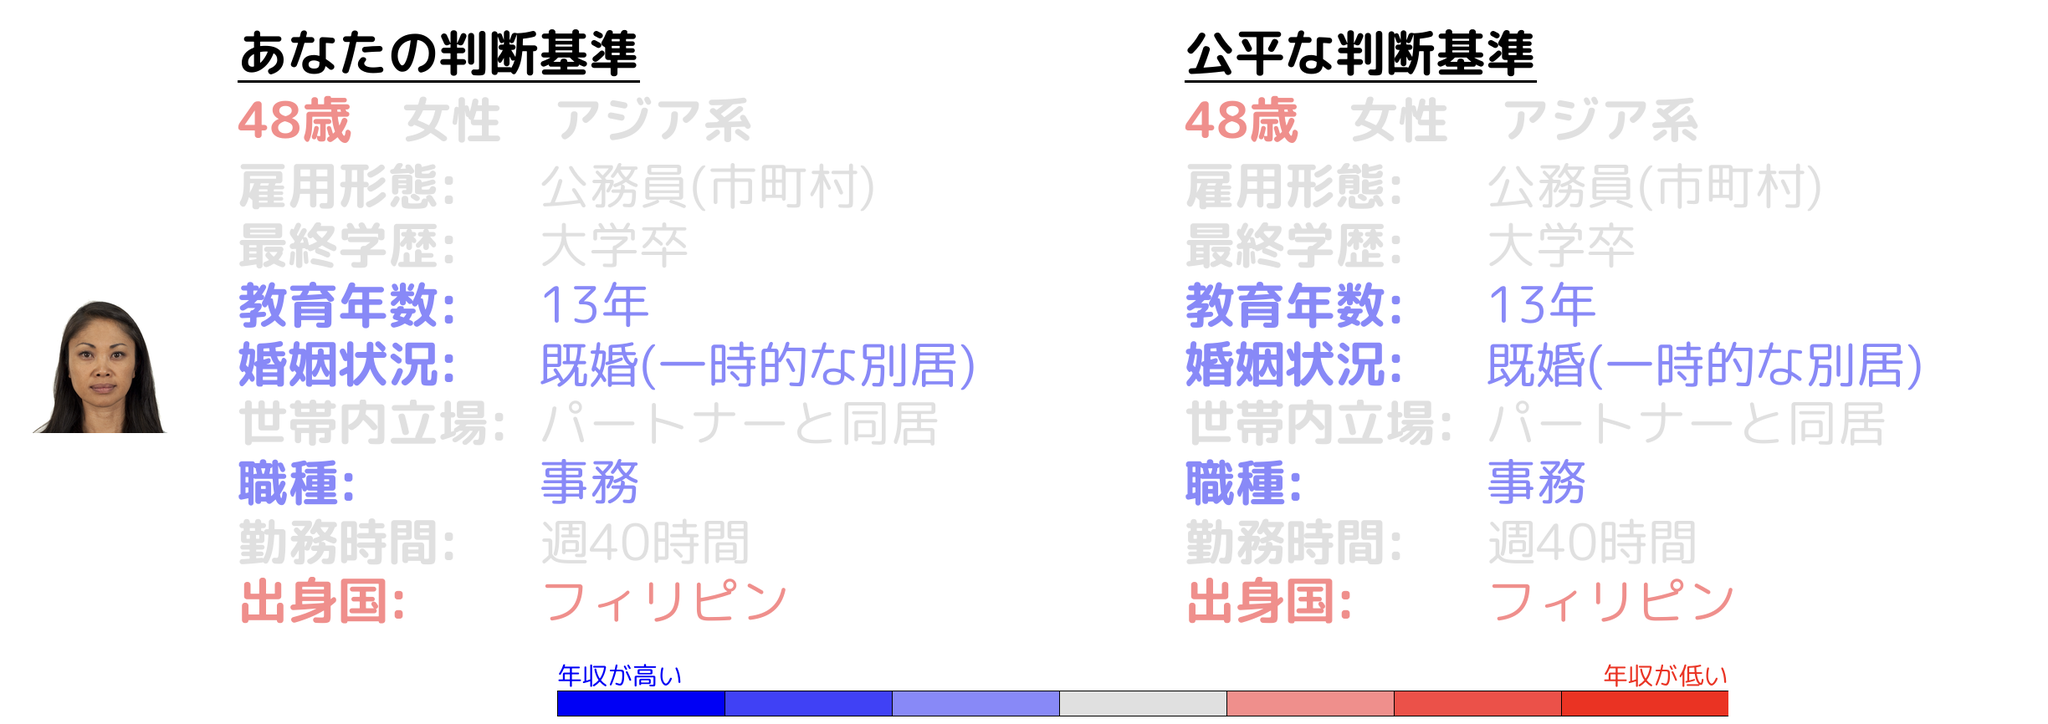 あなたの判断基準
48歳 女性 アジア系
雇用形態: 公務員(市町村)
最終学歴: 大学卒
教育年数: 13年
婚姻状況: 既婚(一時的な別居)
世帯内立場: パートナーと同居
職種: 事務
勤務時間: 週40時間
出身国: フィリピン
公平な判断基準
48歳 女性 アジア系
雇用形態: 公務員(市町村)
最終学歴: 大学卒
教育年数: 13年
婚姻状況: 既婚(一時的な別居)
世帯内立場: パートナーと同居
職種: 事務
勤務時間: 週40時間
出身国: フィリピン
年収が高い 年収が低い